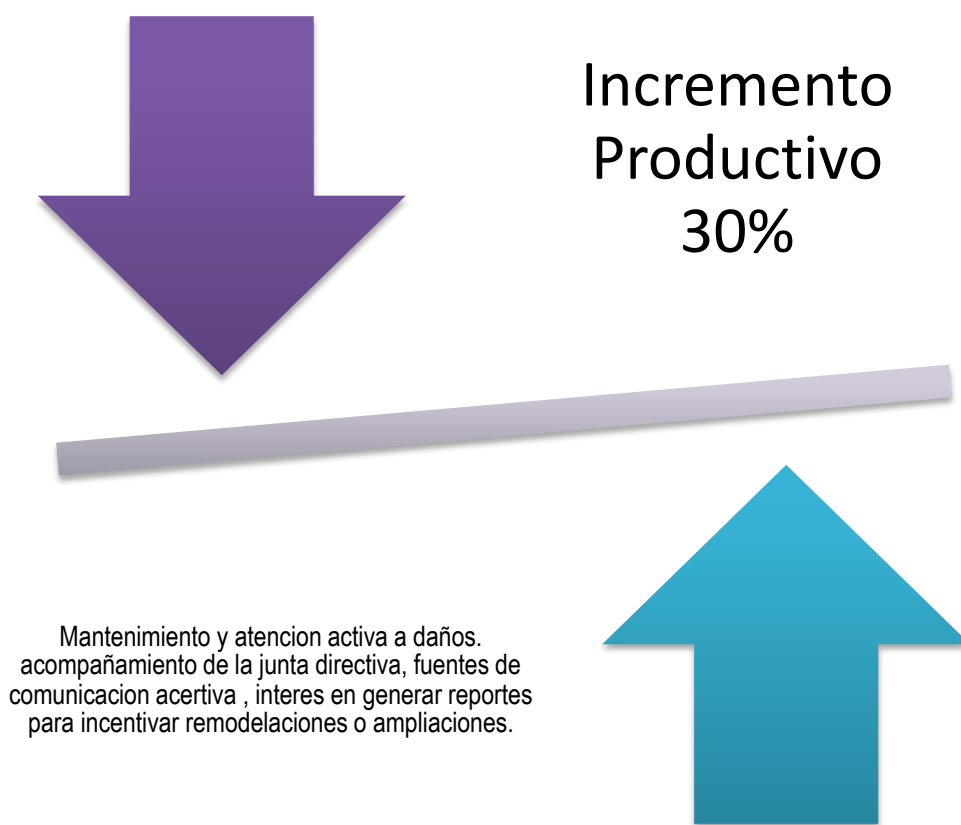 Incremento
Productivo
30%
Mantenimiento y atencion activa a daños.
acompañamiento de la junta directiva, fuentes de
comunicacion acertiva , interes en generar reportes
para incentivar remodelaciones o ampliaciones.